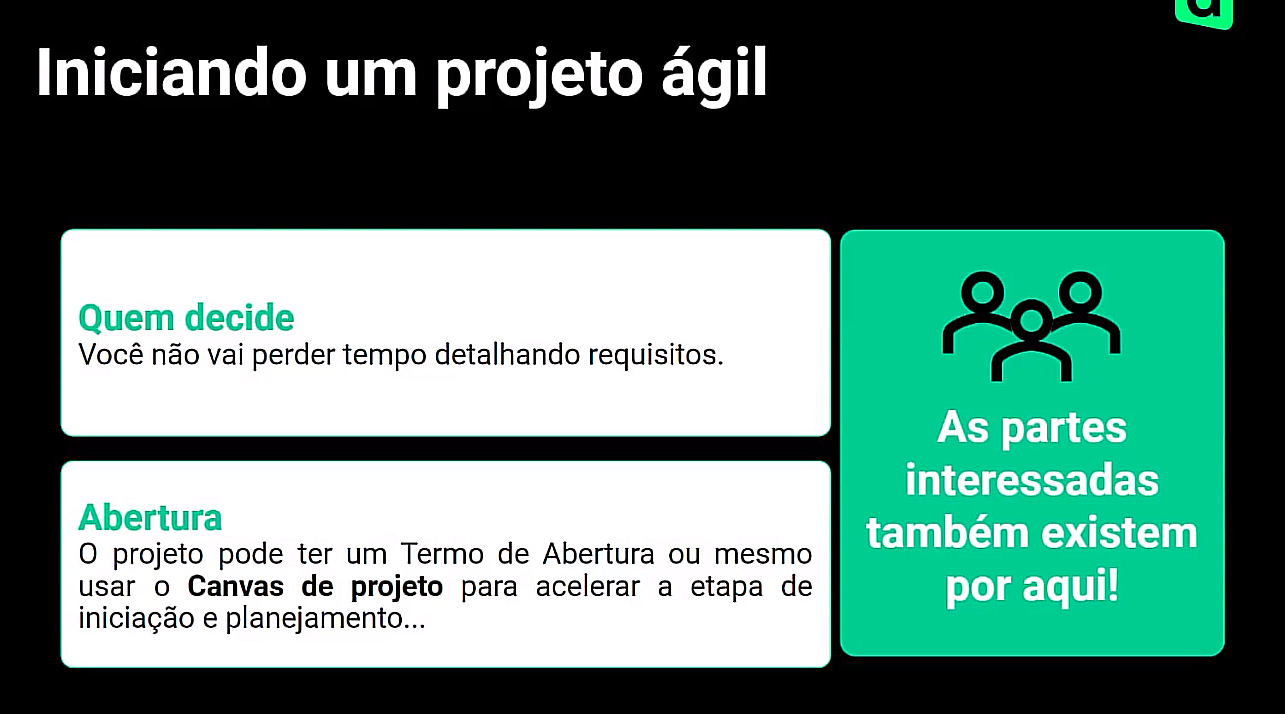 Iniciando um projeto ágil
Quem decide
Você não vai perder tempo detalhando requisitos.
Abertura
O projeto pode ter um Termo de Abertura ou mesmo
usar o Canvas de projeto para acelerar a etapa de
iniciação e planejamento...
As partes
interessadas
também existem
por aqui!